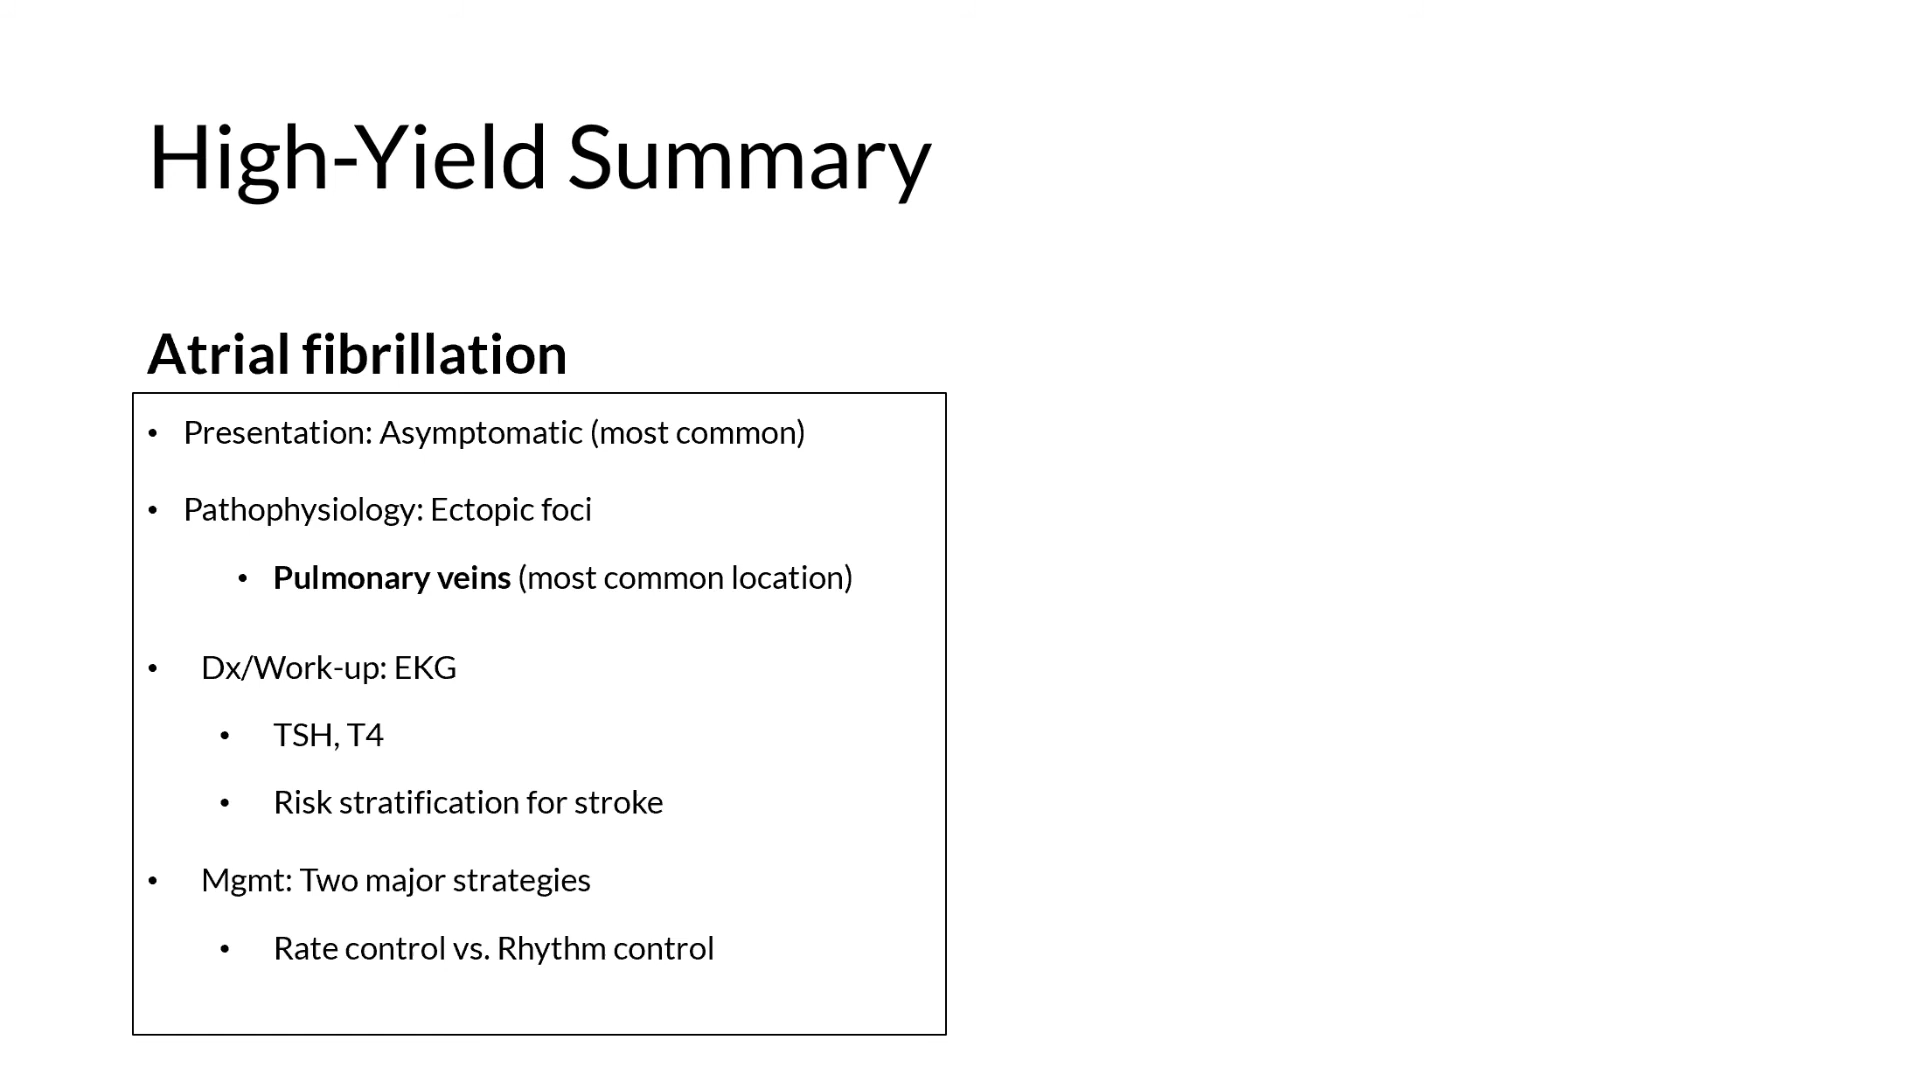 High-Yield Summary
Atrial fibrillation
• Presentation: Asymptomatic (most common)
• Pathophysiology: Ectopic foci
• Pulmonary veins (most common location)
• Dx/Work-up: EKG
• TSH, T4
• Risk stratification for stroke
• Mgmt: Two major strategies
• Rate control vs. Rhythm control